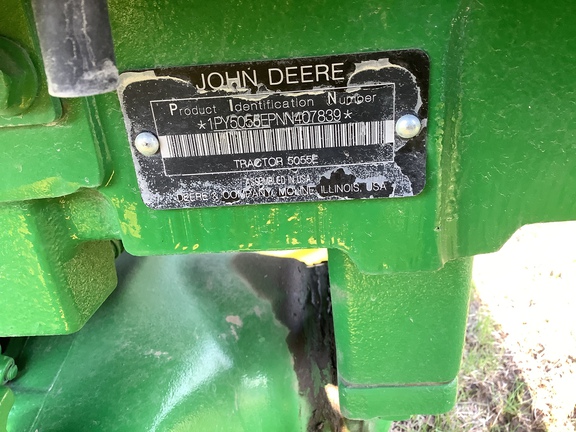 JOHN DEERE
Product Identification Number
*1PY5055EPNN407839*
TRACTOR 5055E
ASSEMBLED IN USA
DEERE & COMPANY, MOLINE, ILLINOIS, USA